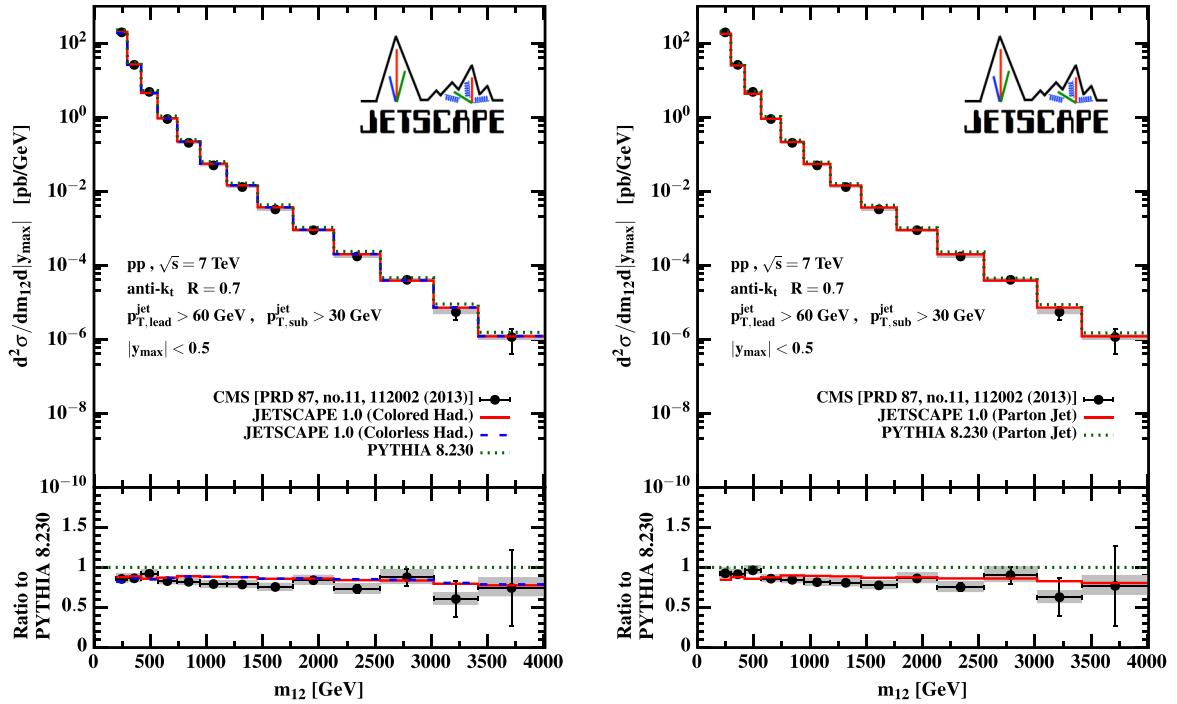 10²
10⁰
10⁻²
10⁻⁴
10⁻⁶
10⁻⁸
10⁻¹⁰
d²σ/dm₁₂d|y_max| [pb/GeV]
JETSCAPE
pp , √s = 7 TeV
anti-k_t R = 0.7
p_{T,lead}^{jet} > 60 GeV , p_{T,sub}^{jet} > 30 GeV
|y_max| < 0.5
CMS [PRD 87, no.11, 112002 (2013)]
JETSCAPE 1.0 (Colored Had.)
JETSCAPE 1.0 (Colorless Had.)
PYTHIA 8.230
Ratio to
PYTHIA 8.230
1.5
1
0.5
0
0 500 1000 1500 2000 2500 3000 3500 4000
m₁₂ [GeV]
10²
10⁰
10⁻²
10⁻⁴
10⁻⁶
10⁻⁸
10⁻¹⁰
d²σ/dm₁₂d|y_max| [pb/GeV]
JETSCAPE
pp , √s = 7 TeV
anti-k_t R = 0.7
p_{T,lead}^{jet} > 60 GeV , p_{T,sub}^{jet} > 30 GeV
|y_max| < 0.5
CMS [PRD 87, no.11, 112002 (2013)]
JETSCAPE 1.0 (Parton Jet)
PYTHIA 8.230 (Parton Jet)
Ratio to
PYTHIA 8.230
1.5
1
0.5
0
0 500 1000 1500 2000 2500 3000 3500 4000
m₁₂ [GeV]